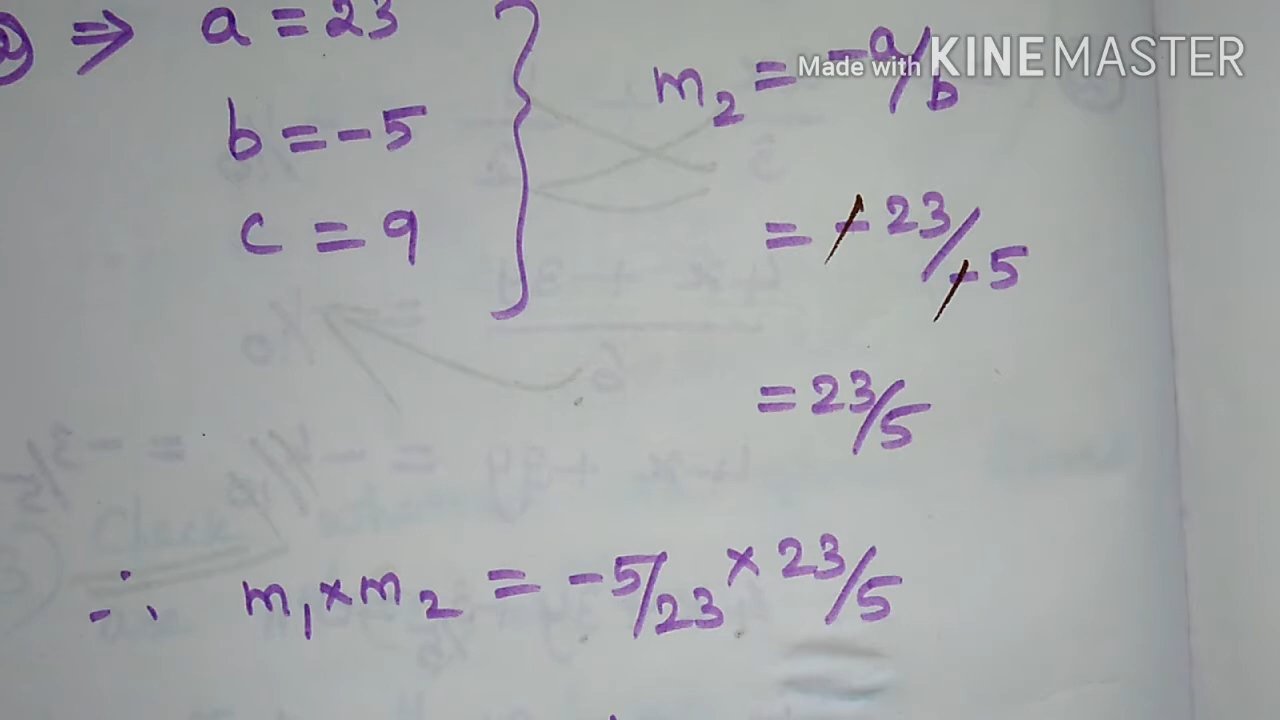 ② ⇒ a = 23
b = -5
c = 9
m₂ = -a/b
= -23/-5
= 23/5
∴ m₁ × m₂ = -5/23 × 23/5
Made with KINEMASTER